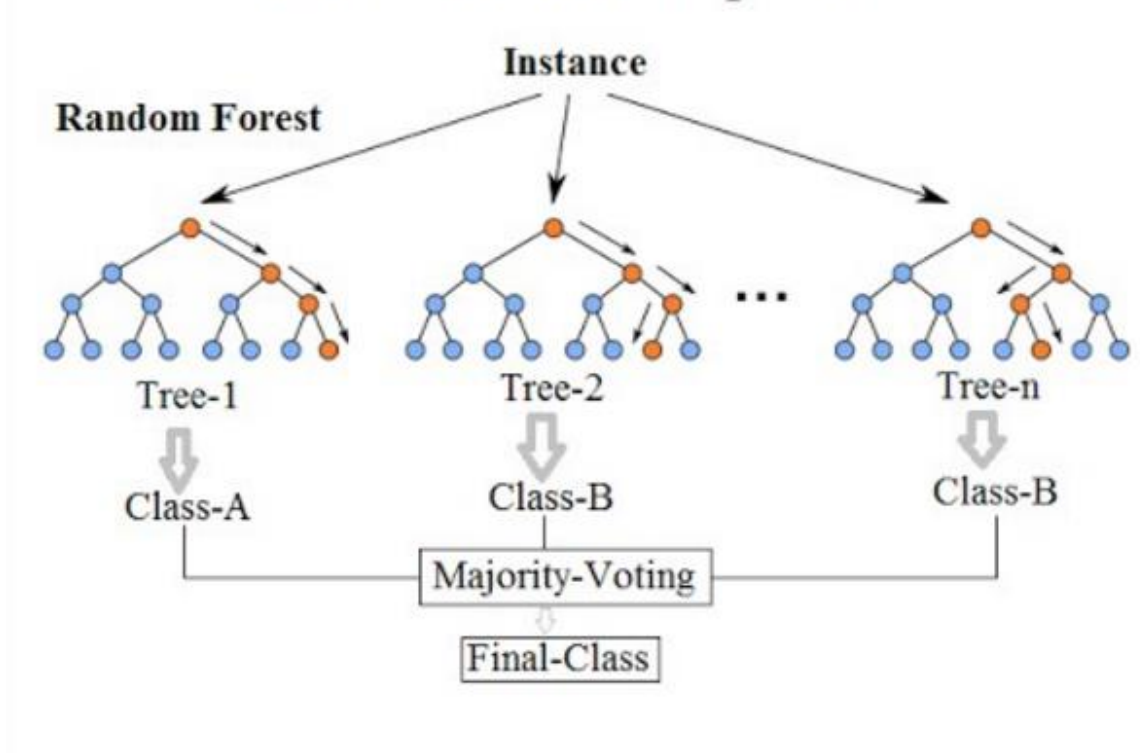 Instance
Random Forest
...
Tree-1
Tree-2
Tree-n
Class-A
Class-B
Class-B
Majority-Voting
Final-Class